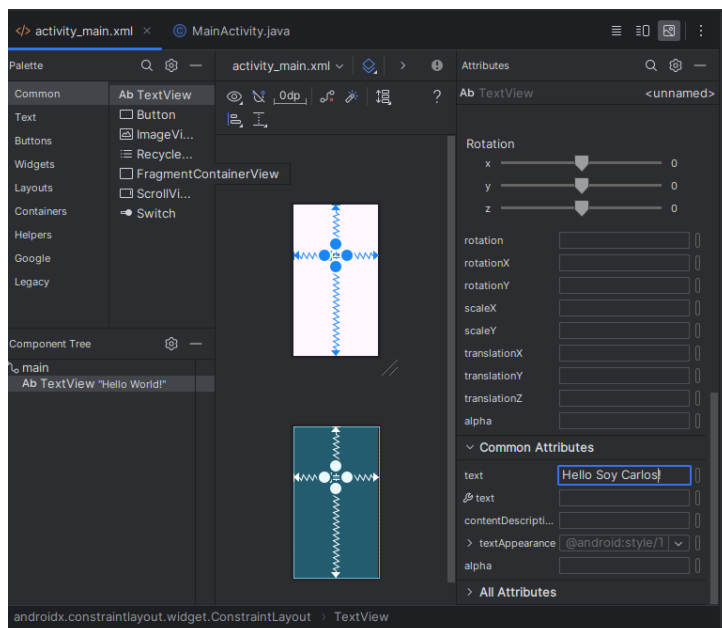 </> activity_main.xml × © MainActivity.java
Palette
Common
Text
Buttons
Widgets
Layouts
Containers
Helpers
Google
Legacy
Ab TextView
Button
ImageVi...
Recycle...
FragmentContainerView
ScrollVi...
Switch
Component Tree
main
Ab TextView "Hello World!"
activity_main.xml
0dp
?
Attributes
Ab TextView <unnamed>
Rotation
x 0
y 0
z 0
rotation
rotationX
rotationY
scaleX
scaleY
translationX
translationY
translationZ
alpha
Common Attributes
text Hello Soy Carlos!
text
contentDescripti...
textAppearance @android:style/T
alpha
All Attributes
androidx.constraintlayout.widget.ConstraintLayout > TextView